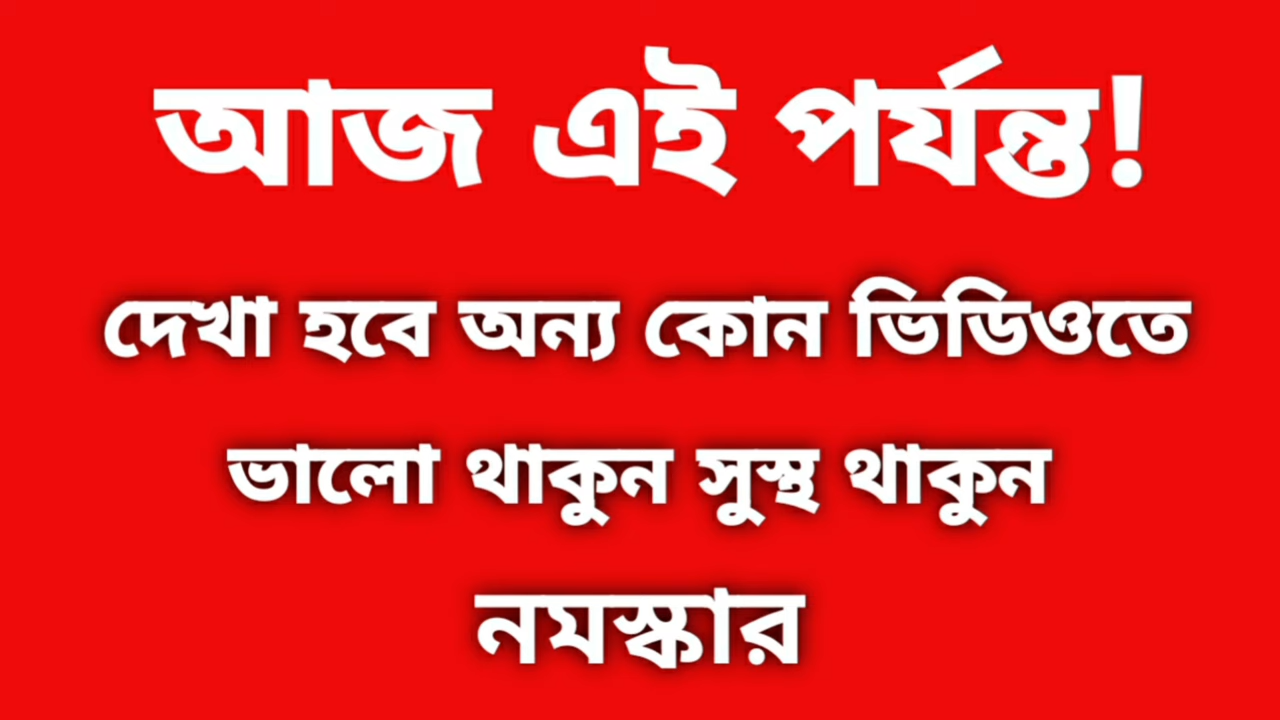 আজ এই পর্যন্ত!
দেখা হবে অন্য কোন ভিডিওতে
ভালো থাকুন সুস্থ থাকুন
নমস্কার